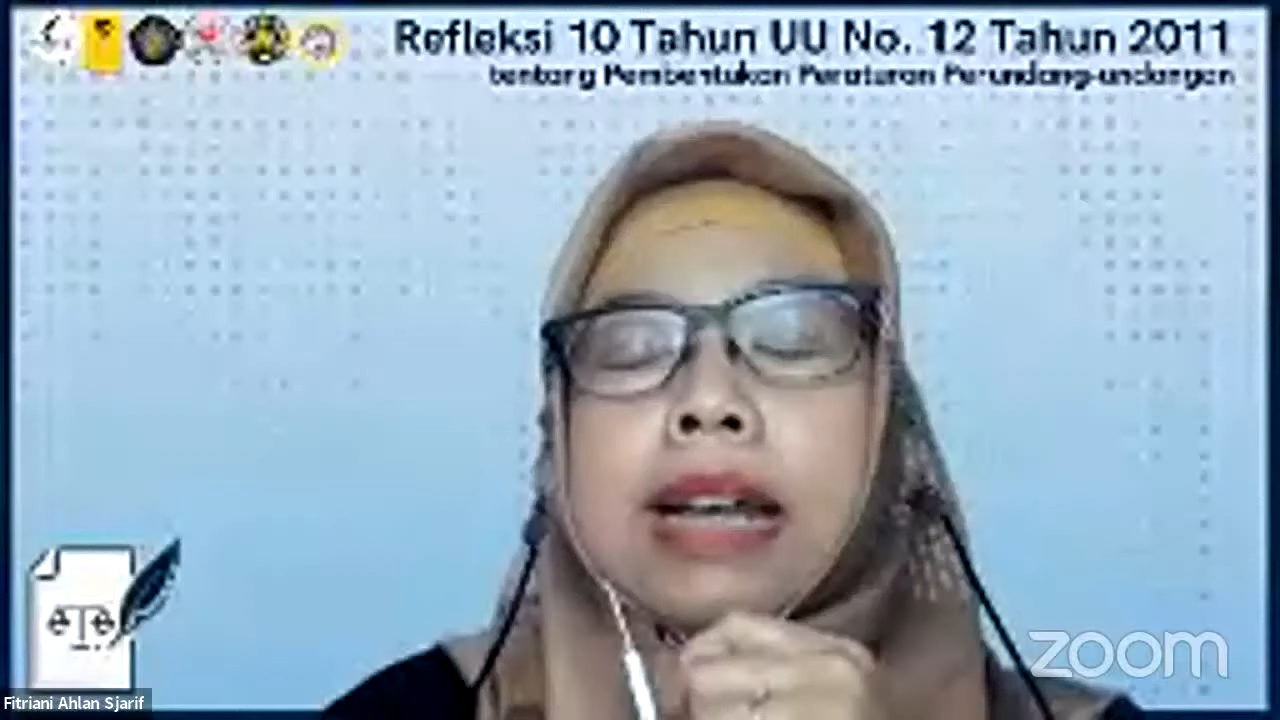 Refleksi 10 Tahun UU No. 12 Tahun 2011
tentang Pembentukan Peraturan Perundang-undangan
zoom
Fitriani Ahlan Sjarif